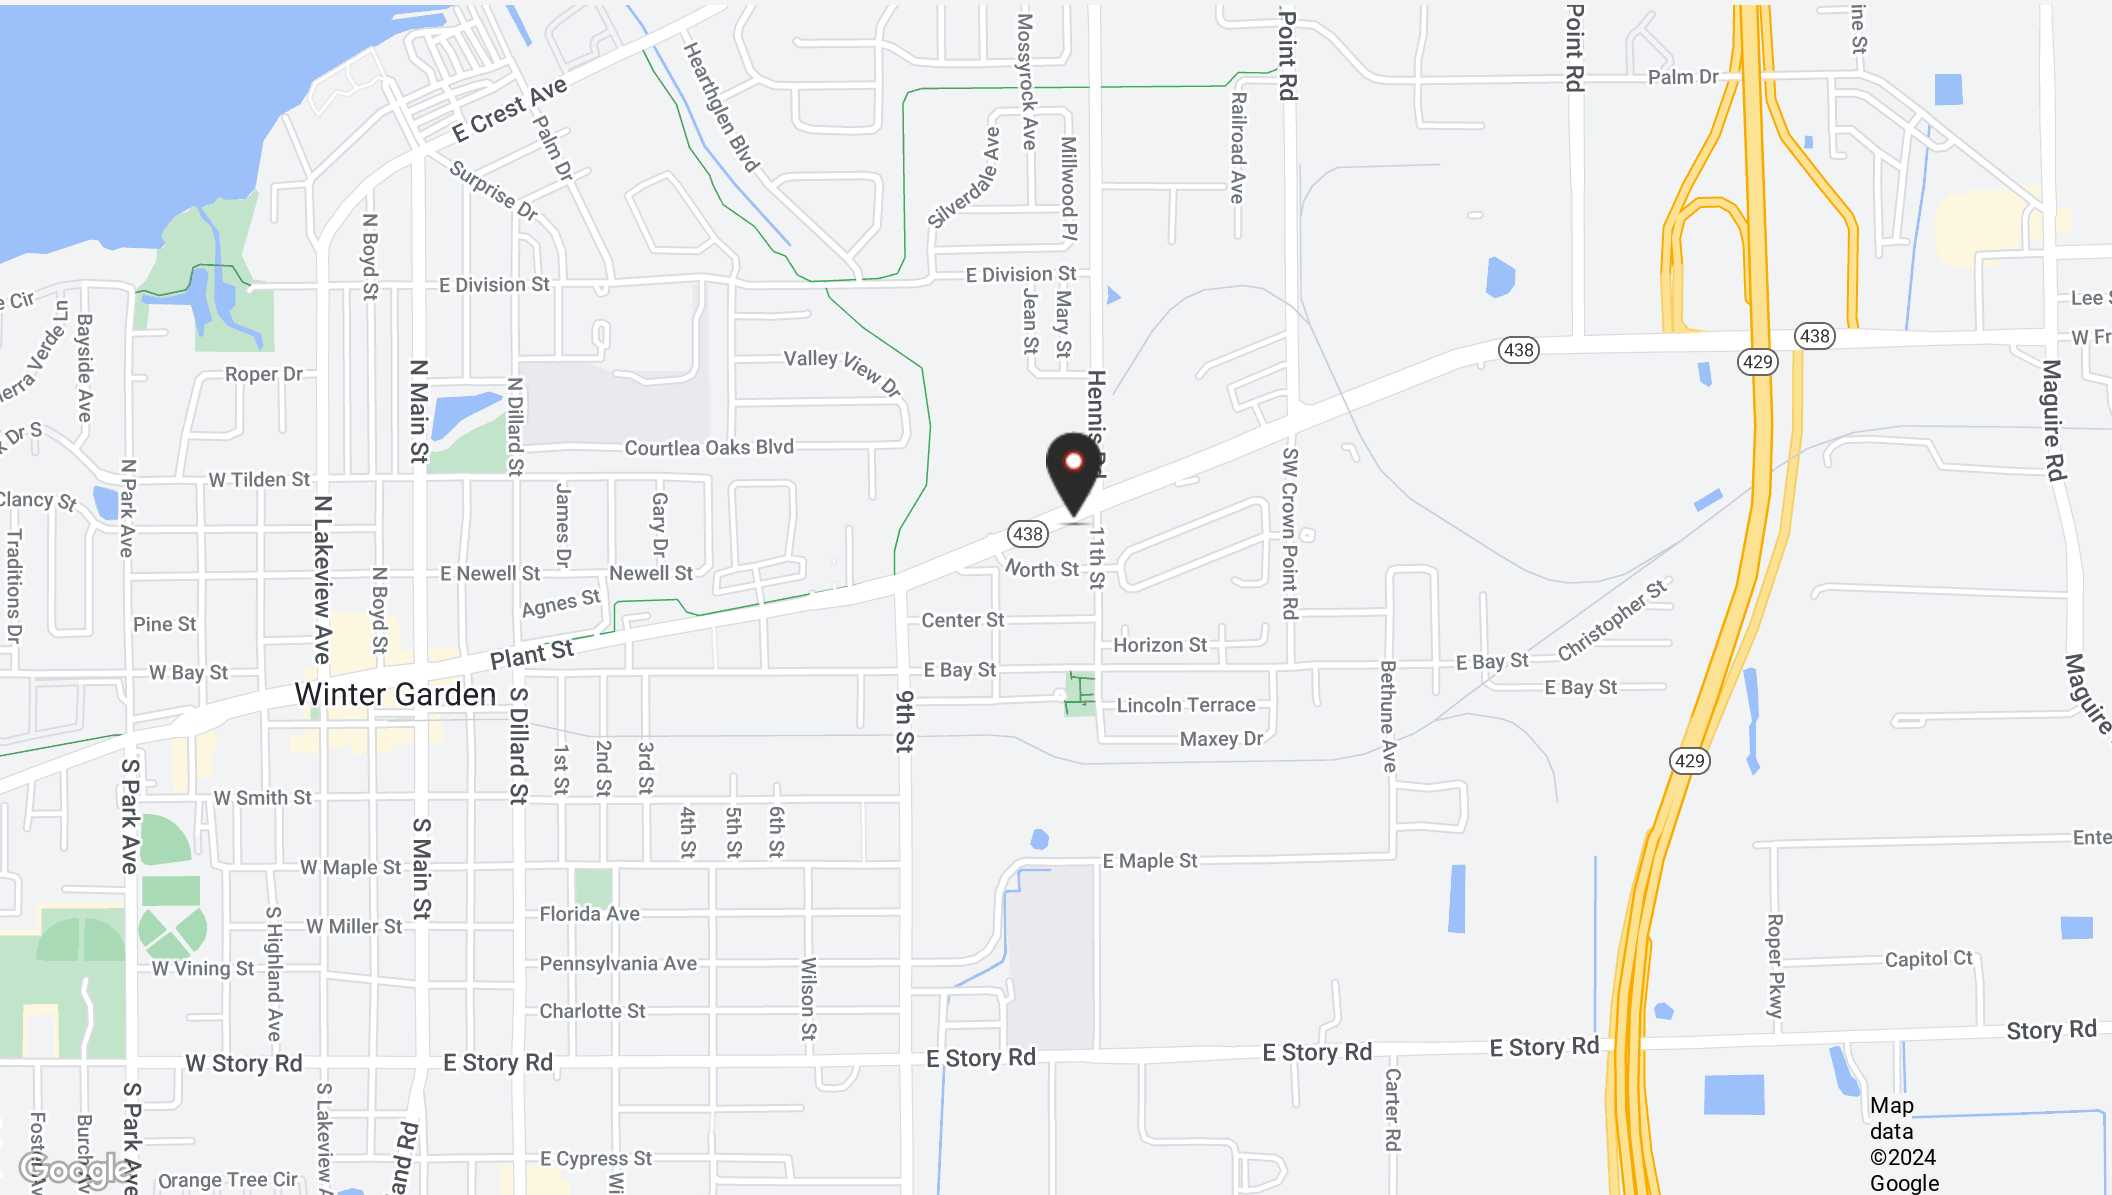 Point Rd
Point Rd
Mossyrock Ave
Hearthglen Blvd
E Crest Ave
Palm Dr
Palm Dr
Railroad Ave
Silverdale Ave
Millwood Pl
Surprise Dr
N Boyd St
E Division St
E Division St
Jean St
Mary St
Bayside Ave
Lee
W Fr
438
438
429
Valley View Dr
Roper Dr
N Main St
N Dillard St
Hennis Rd
Maguire Rd
Courtlea Oaks Blvd
Dr S
W Tilden St
Clancy St
N Park Ave
N Lakeview Ave
James Dr
Gary Dr
SW Crown Point Rd
438
11th St
North St
Traditions Dr
E Newell St
Newell St
N Boyd St
Agnes St
Pine St
Center St
Christopher St
Horizon St
Plant St
W Bay St
E Bay St
E Bay St
E Bay St
Winter Garden
S Dillard St
9th St
Lincoln Terrace
Maxey Dr
Bethune Ave
Maguire
429
1st St
2nd St
3rd St
S Park Ave
W Smith St
4th St
5th St
6th St
S Main St
W Maple St
E Maple St
Florida Ave
W Miller St
S Highland Ave
W Vining St
Pennsylvania Ave
Wilson St
Charlotte St
Roper Pkwy
Capitol Ct
W Story Rd
E Story Rd
E Story Rd
E Story Rd
E Story Rd
Story Rd
S Park Ave
S Lakeview
Carter Rd
E Cypress St
Orange Tree Cir
Google
Map
data
©2024
Google